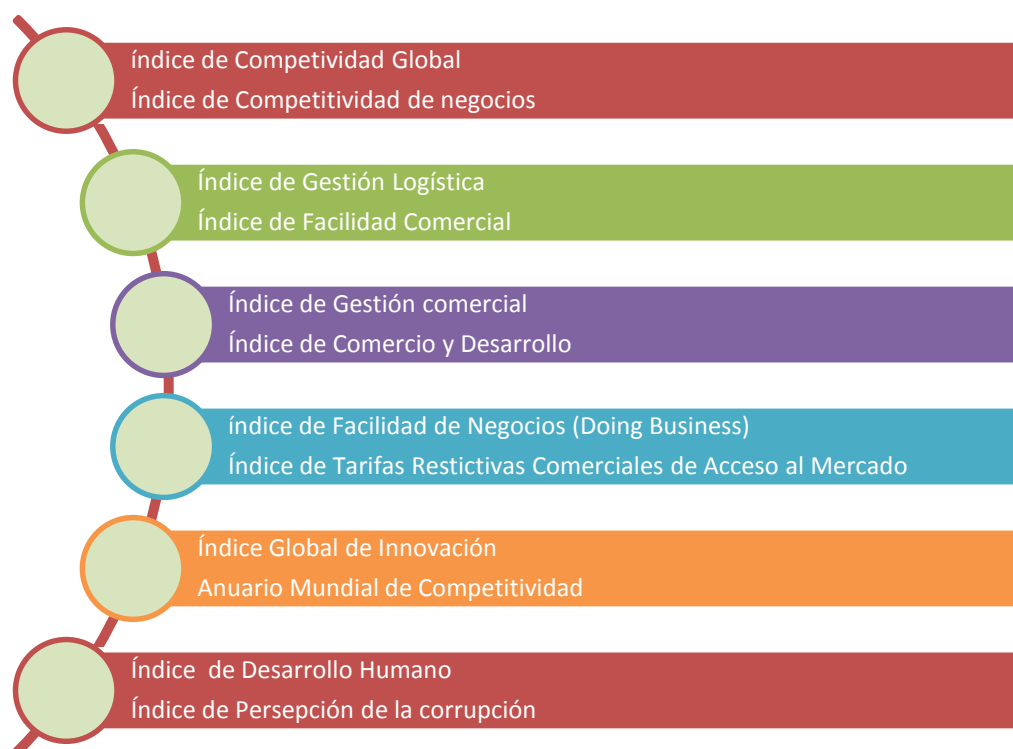 índice de Competividad Global
Índice de Competitividad de negocios
Índice de Gestión Logística
Índice de Facilidad Comercial
Índice de Gestión comercial
Índice de Comercio y Desarrollo
índice de Facilidad de Negocios (Doing Business)
Índice de Tarifas Restictivas Comerciales de Acceso al Mercado
Índice Global de Innovación
Anuario Mundial de Competitividad
Índice  de Desarrollo Humano
Índice de Persepción de la corrupción